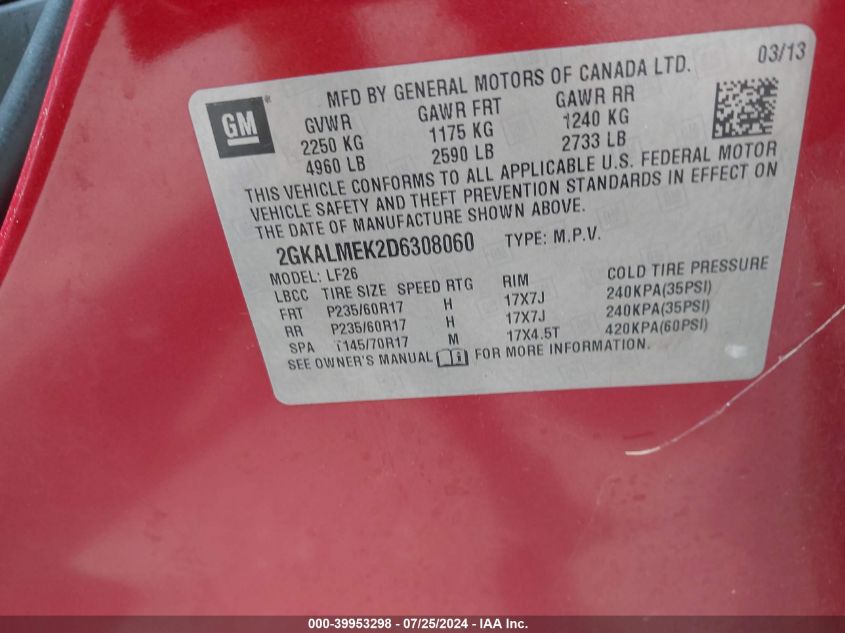 GM
MFD BY GENERAL MOTORS OF CANADA LTD.
03/13
GVWR GAWR FRT GAWR RR
2250 KG 1175 KG 1240 KG
4960 LB 2590 LB 2733 LB
THIS VEHICLE CONFORMS TO ALL APPLICABLE U.S. FEDERAL MOTOR
VEHICLE SAFETY AND THEFT PREVENTION STANDARDS IN EFFECT ON
THE DATE OF MANUFACTURE SHOWN ABOVE.
2GKALMEK2D6308060 TYPE: M.P.V.
MODEL: LF26
LBCC TIRE SIZE SPEED RTG RIM COLD TIRE PRESSURE
FRT P235/60R17 H 17X7J 240KPA(35PSI)
RR P235/60R17 H 17X7J 240KPA(35PSI)
SPA T145/70R17 M 17X4.5T 420KPA(60PSI)
SEE OWNER'S MANUAL FOR MORE INFORMATION.
000-39953298 - 07/25/2024 - IAA Inc.